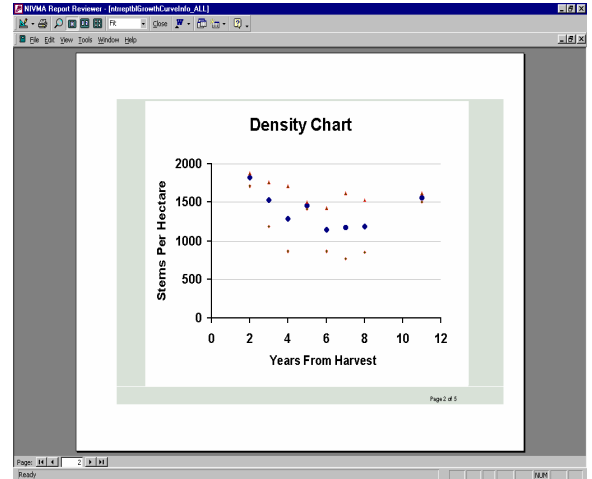 NIVMA Report Reviewer - [ntrreptblGrowthCurveInfo_ALL]
Fit Close
File Edit View Tools Window Help
Density Chart
Stems Per Hectare
2000
1500
1000
500
0
0 2 4 6 8 10 12
Years From Harvest
Page 2 of 5
Page: 2
Ready NUM